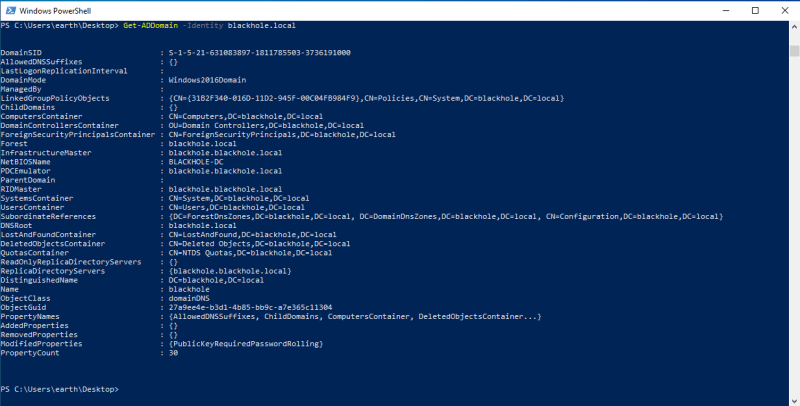 Windows PowerShell
PS C:\Users\earth\Desktop> Get-ADDomain -Identity blackhole.local
DomainSID : S-1-5-21-631083897-1811785503-3736191000
AllowedDNSSuffixes : {}
LastLogonReplicationInterval :
DomainMode : Windows2016Domain
ManagedBy :
LinkedGroupPolicyObjects : {CN={31B2F340-016D-11D2-945F-00C04FB984F9},CN=Policies,CN=System,DC=blackhole,DC=local}
ChildDomains : {}
ComputersContainer : CN=Computers,DC=blackhole,DC=local
DomainControllersContainer : OU=Domain Controllers,DC=blackhole,DC=local
ForeignSecurityPrincipalsContainer : CN=ForeignSecurityPrincipals,DC=blackhole,DC=local
Forest : blackhole.local
InfrastructureMaster : blackhole.blackhole.local
NetBIOSName : BLACKHOLE-DC
PDCEmulator : blackhole.blackhole.local
ParentDomain :
RIDMaster : blackhole.blackhole.local
SystemsContainer : CN=System,DC=blackhole,DC=local
UsersContainer : CN=Users,DC=blackhole,DC=local
SubordinateReferences : {DC=ForestDnsZones,DC=blackhole,DC=local, DC=DomainDnsZones,DC=blackhole,DC=local, CN=Configuration,DC=blackhole,DC=local}
DNSRoot : blackhole.local
LostAndFoundContainer : CN=LostAndFound,DC=blackhole,DC=local
DeletedObjectsContainer : CN=Deleted Objects,DC=blackhole,DC=local
QuotasContainer : CN=NTDS Quotas,DC=blackhole,DC=local
ReadOnlyReplicaDirectoryServers : {}
ReplicaDirectoryServers : {blackhole.blackhole.local}
DistinguishedName : DC=blackhole,DC=local
Name : blackhole
ObjectClass : domainDNS
ObjectGuid : 27a9ee4e-b3d1-4b85-bb9c-a7e365c11304
PropertyNames : {AllowedDNSSuffixes, ChildDomains, ComputersContainer, DeletedObjectsContainer...}
AddedProperties : {}
RemovedProperties : {}
ModifiedProperties : {PublicKeyRequiredPasswordRolling}
PropertyCount : 30
PS C:\Users\earth\Desktop>